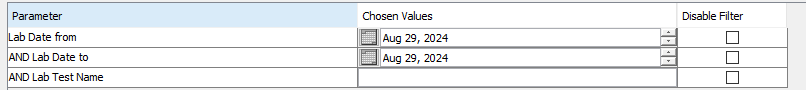 Parameter Chosen Values Disable Filter
Lab Date from Aug 29, 2024
AND Lab Date to Aug 29, 2024
AND Lab Test Name